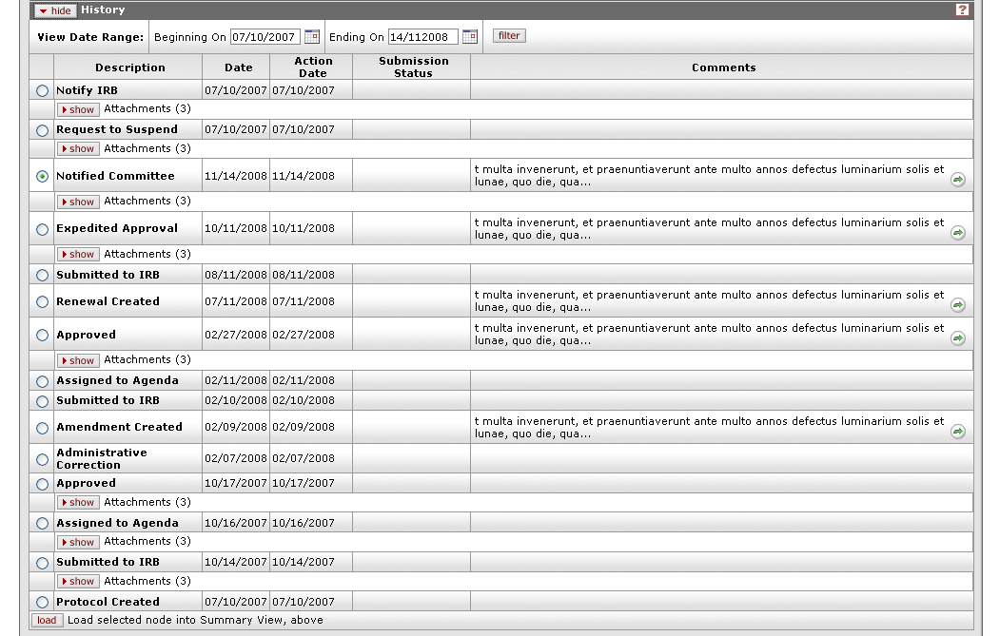 hide History ?
View Date Range: Beginning On 07/10/2007 Ending On 14/112008 filter
Description Date Action Date Submission Status Comments
Notify IRB 07/10/2007 07/10/2007
show Attachments (3)
Request to Suspend 07/10/2007 07/10/2007
show Attachments (3)
Notified Committee 11/14/2008 11/14/2008 t multa invenerunt, et praenuntiaverunt ante multo annos defectus luminarium solis et
lunae, quo die, qua...
show Attachments (3)
Expedited Approval 10/11/2008 10/11/2008 t multa invenerunt, et praenuntiaverunt ante multo annos defectus luminarium solis et
lunae, quo die, qua...
show Attachments (3)
Submitted to IRB 08/11/2008 08/11/2008
Renewal Created 07/11/2008 07/11/2008 t multa invenerunt, et praenuntiaverunt ante multo annos defectus luminarium solis et
lunae, quo die, qua...
Approved 02/27/2008 02/27/2008 t multa invenerunt, et praenuntiaverunt ante multo annos defectus luminarium solis et
lunae, quo die, qua...
show Attachments (3)
Assigned to Agenda 02/11/2008 02/11/2008
Submitted to IRB 02/10/2008 02/10/2008
Amendment Created 02/09/2008 02/09/2008 t multa invenerunt, et praenuntiaverunt ante multo annos defectus luminarium solis et
lunae, quo die, qua...
Administrative
Correction 02/07/2008 02/07/2008
Approved 10/17/2007 10/17/2007
show Attachments (3)
Assigned to Agenda 10/16/2007 10/16/2007
show Attachments (3)
Submitted to IRB 10/14/2007 10/14/2007
show Attachments (3)
Protocol Created 07/10/2007 07/10/2007
load Load selected node into Summary View, above